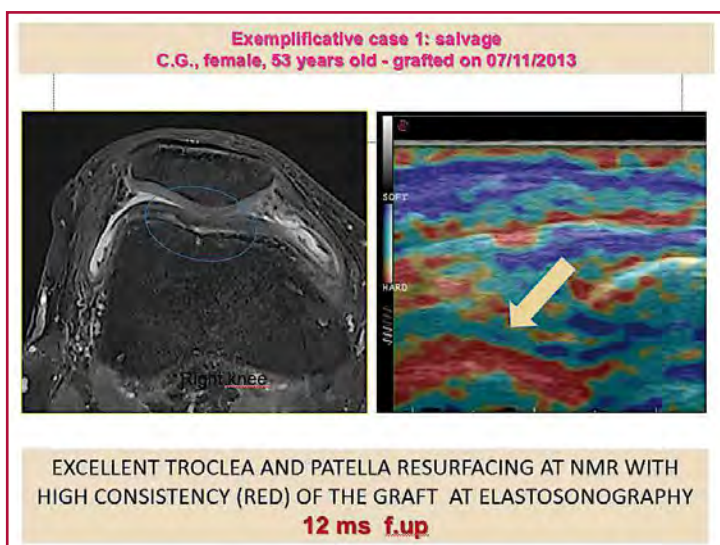 Exemplificative case 1: salvage
C.G., female, 53 years old - grafted on 07/11/2013
SOFT
HARD
Right knee
EXCELLENT TROCLEA AND PATELLA RESURFACING AT NMR WITH
HIGH CONSISTENCY (RED) OF THE GRAFT AT ELASTOSONOGRAPHY
12 ms f.up